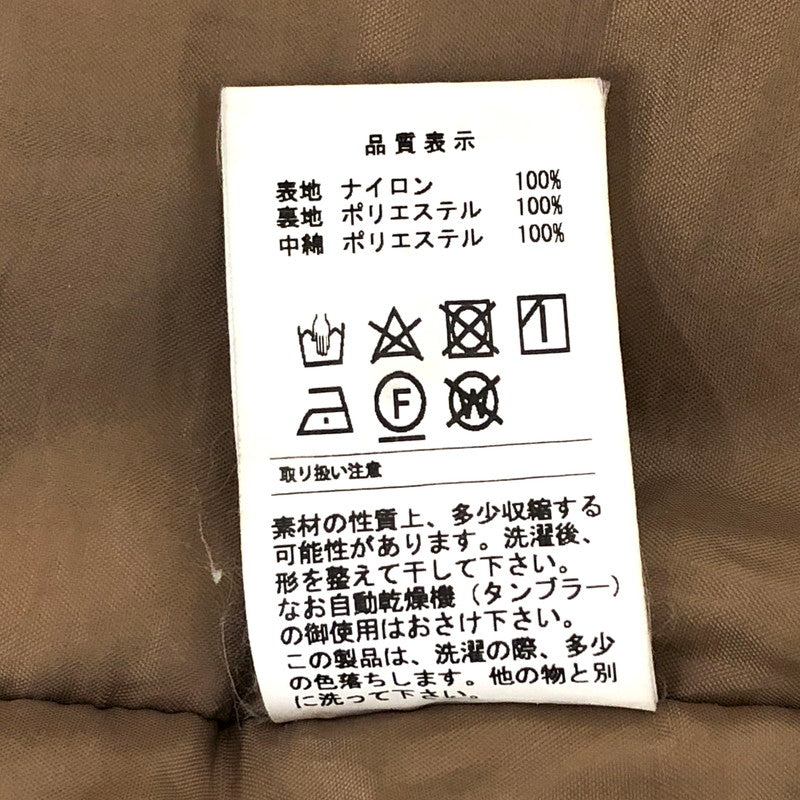 品質表示
表地 ナイロン 100%
裏地 ポリエステル 100%
中綿 ポリエステル 100%
F
W
取り扱い注意
素材の性質上、多少収縮する
可能性があります。洗濯後、
形を整えて干して下さい。
なお自動乾燥機（タンブラー）
の御使用はおさけ下さい。
この製品は、洗濯の際、多少
の色落ちします。他の物と別
に洗って下さい。